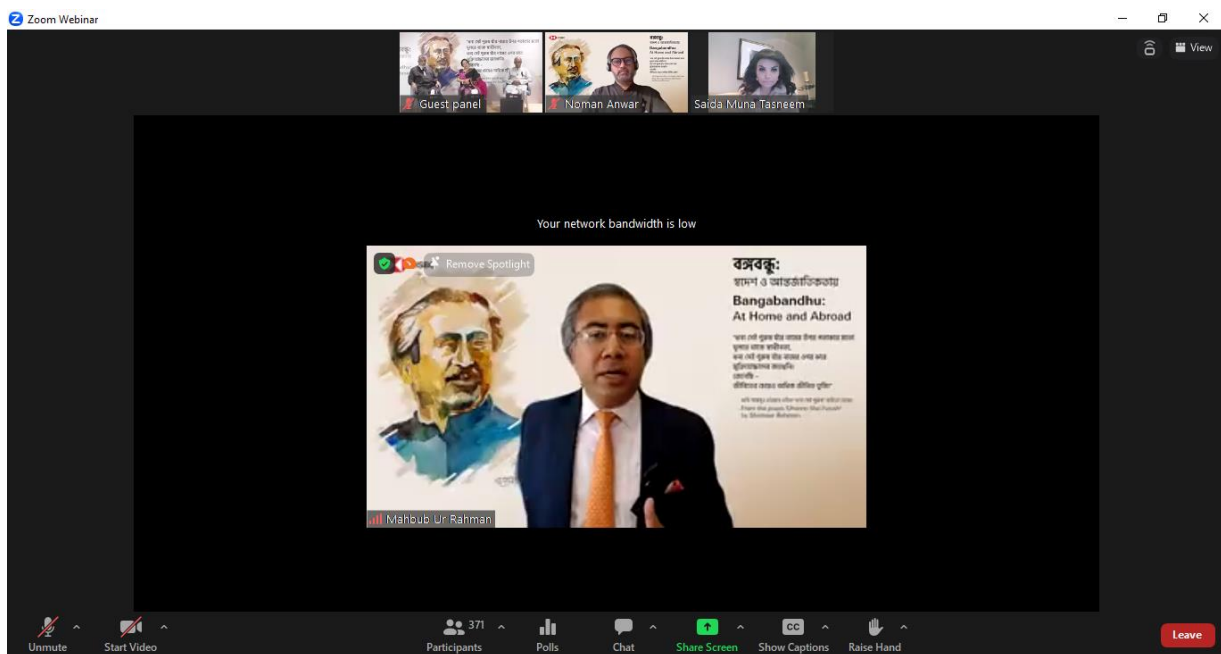 Zoom Webinar
View
Guest panel
Noman Anwar
Saida Muna Tasneem
Your network bandwidth is low
Remove Spotlight
বঙ্গবন্ধু:
স্বদেশ ও আন্তর্জাতিকতায়
Bangabandhu:
At Home and Abroad
Mahbub Ur Rahman
371
Unmute
Start Video
Participants
Polls
Chat
Share Screen
CC
Show Captions
Raise Hand
Leave